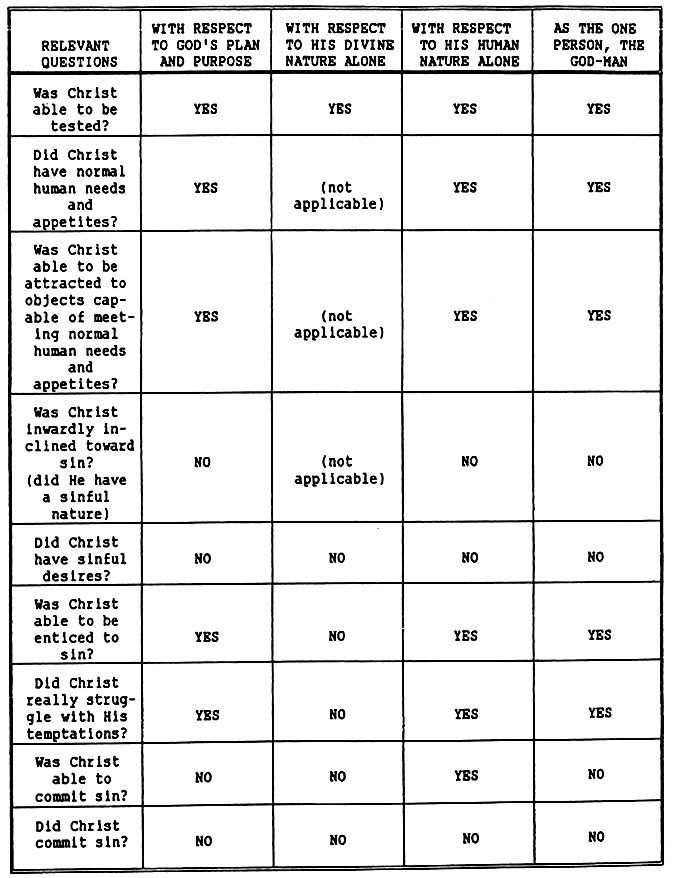 RELEVANT
QUESTIONS
WITH RESPECT
TO GOD'S PLAN
AND PURPOSE
WITH RESPECT
TO HIS DIVINE
NATURE ALONE
WITH RESPECT
TO HIS HUMAN
NATURE ALONE
AS THE ONE
PERSON, THE
GOD-MAN
Was Christ
able to be
tested?
YES
YES
YES
YES
Did Christ
have normal
human needs
and
appetites?
YES
(not
applicable)
YES
YES
Was Christ
able to be
attracted to
objects cap-
able of meet-
ing normal
human needs
and
appetites?
YES
(not
applicable)
YES
YES
Was Christ
inwardly in-
clined toward
sin?
(did He have
a sinful
nature)
NO
(not
applicable)
NO
NO
Did Christ
have sinful
desires?
NO
NO
NO
NO
Was Christ
able to be
enticed to
sin?
YES
NO
YES
YES
Did Christ
really strug-
gle with His
temptations?
YES
NO
YES
YES
Was Christ
able to
commit sin?
NO
NO
YES
NO
Did Christ
commit sin?
NO
NO
NO
NO